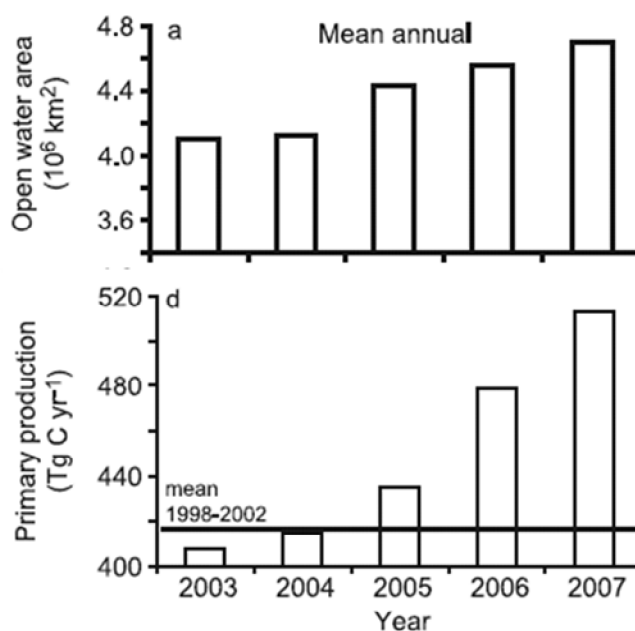 a
Mean annual
Open water area
(10⁶ km²)
4.8
4.4
4.0
3.6
d
Primary production
(Tg C yr⁻¹)
520
480
440
400
mean
1998-2002
2003 2004 2005 2006 2007
Year